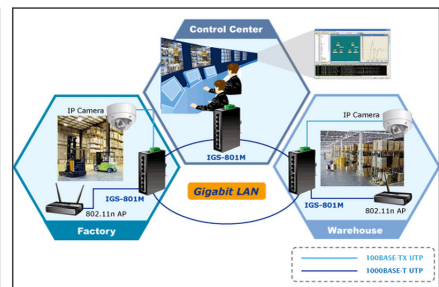 Control Center
IP Camera
IGS-801M
IP Camera
IGS-801M
Gigabit LAN
IGS-801M
802.11n AP
802.11n AP
Factory
Warehouse
100BASE-TX UTP
1000BASE-T UTP